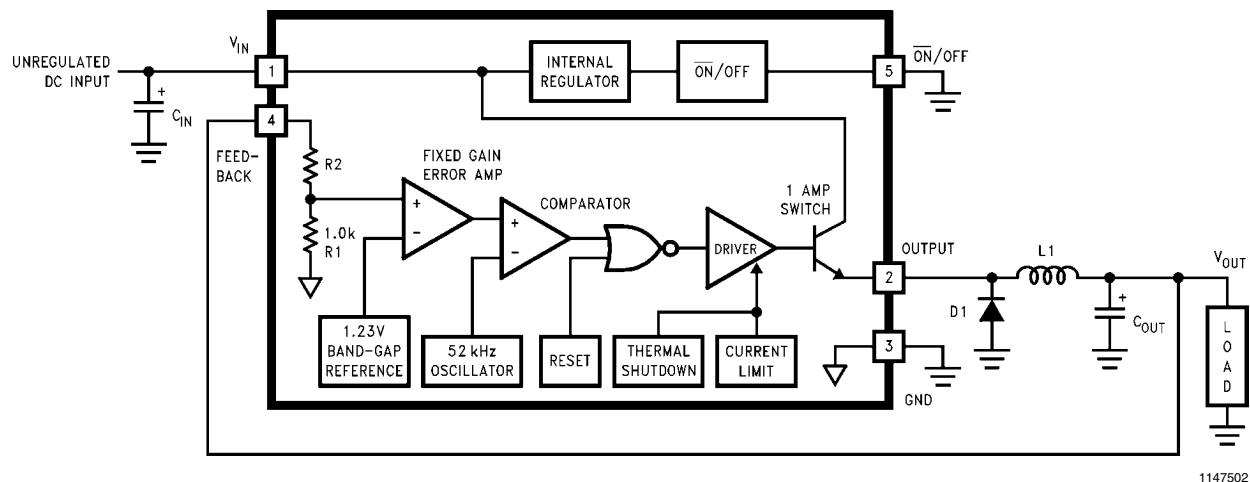 UNREGULATED
DC INPUT
V_IN
1
+
C_IN
4
FEED-
BACK
R2
1.0k
R1
INTERNAL
REGULATOR
O̅N̅/OFF
5
O̅N̅/OFF
FIXED GAIN
ERROR AMP
+
−
COMPARATOR
+
−
DRIVER
1 AMP
SWITCH
OUTPUT
2
L1
V_OUT
D1
+
C_OUT
LOAD
1.23V
BAND-GAP
REFERENCE
52 kHz
OSCILLATOR
RESET
THERMAL
SHUTDOWN
CURRENT
LIMIT
3
GND
1147502